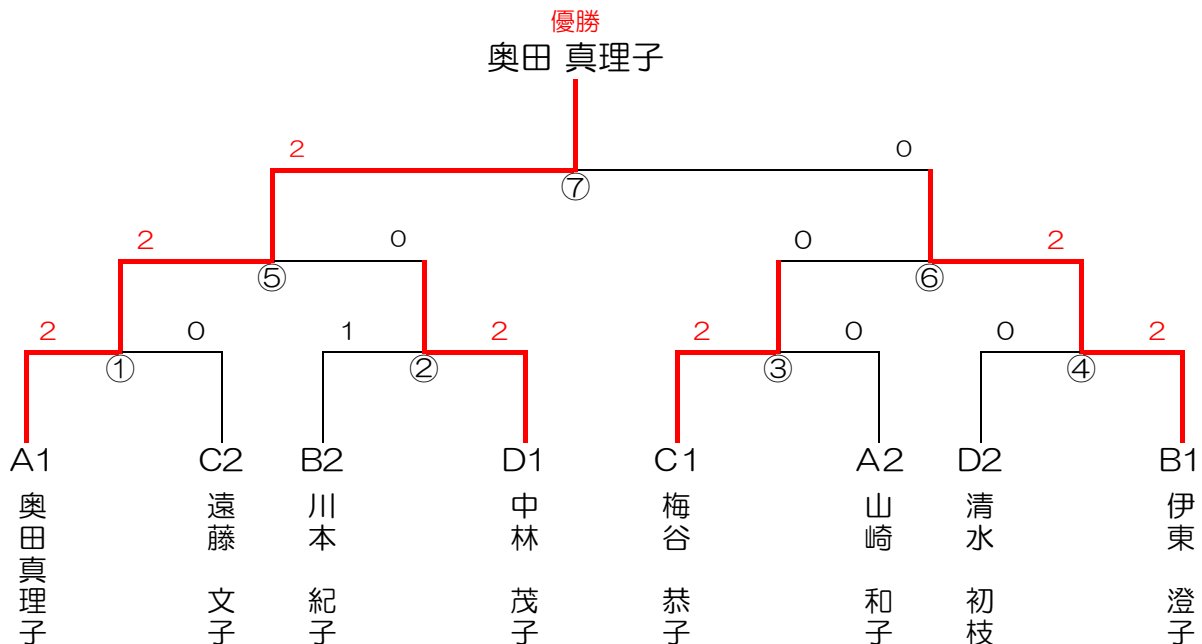 優勝
奥田 真理子
2 0
⑦
2 0 0 2
⑤ ⑥
2 0 1 2 2 0 0 2
① ② ③ ④
A1 C2 B2 D1 C1 A2 D2 B1
奥田真理子
遠藤 文子
川本 紀子
中林 茂子
梅谷 恭子
山崎 和子
清水 初枝
伊東 澄子